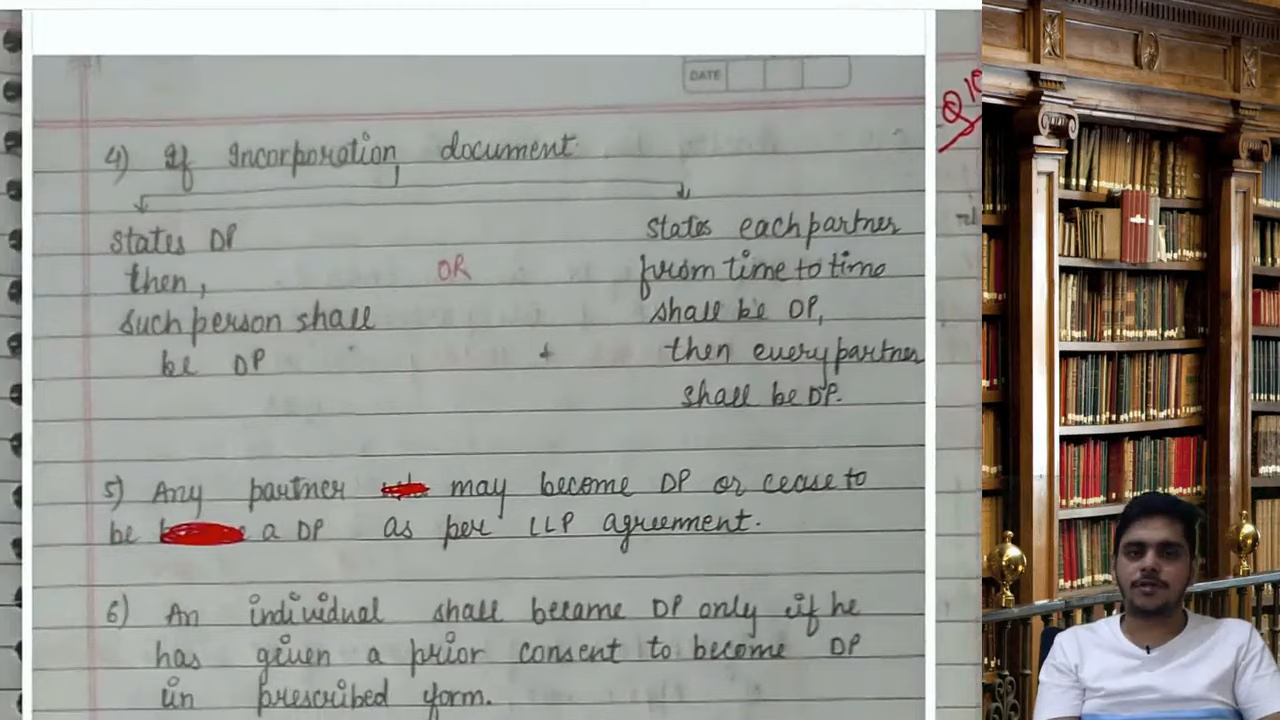 DATE
Q 10
4) If Incorporation document
states DP
then,
such person shall
be DP
OR
states each partner
from time to time
shall be DP,
then every partner
shall be DP.
5) Any partner may become DP or cease to
be a DP as per LLP agreement.
6) An individual shall became DP only if he
has given a prior consent to become DP
in prescribed form.